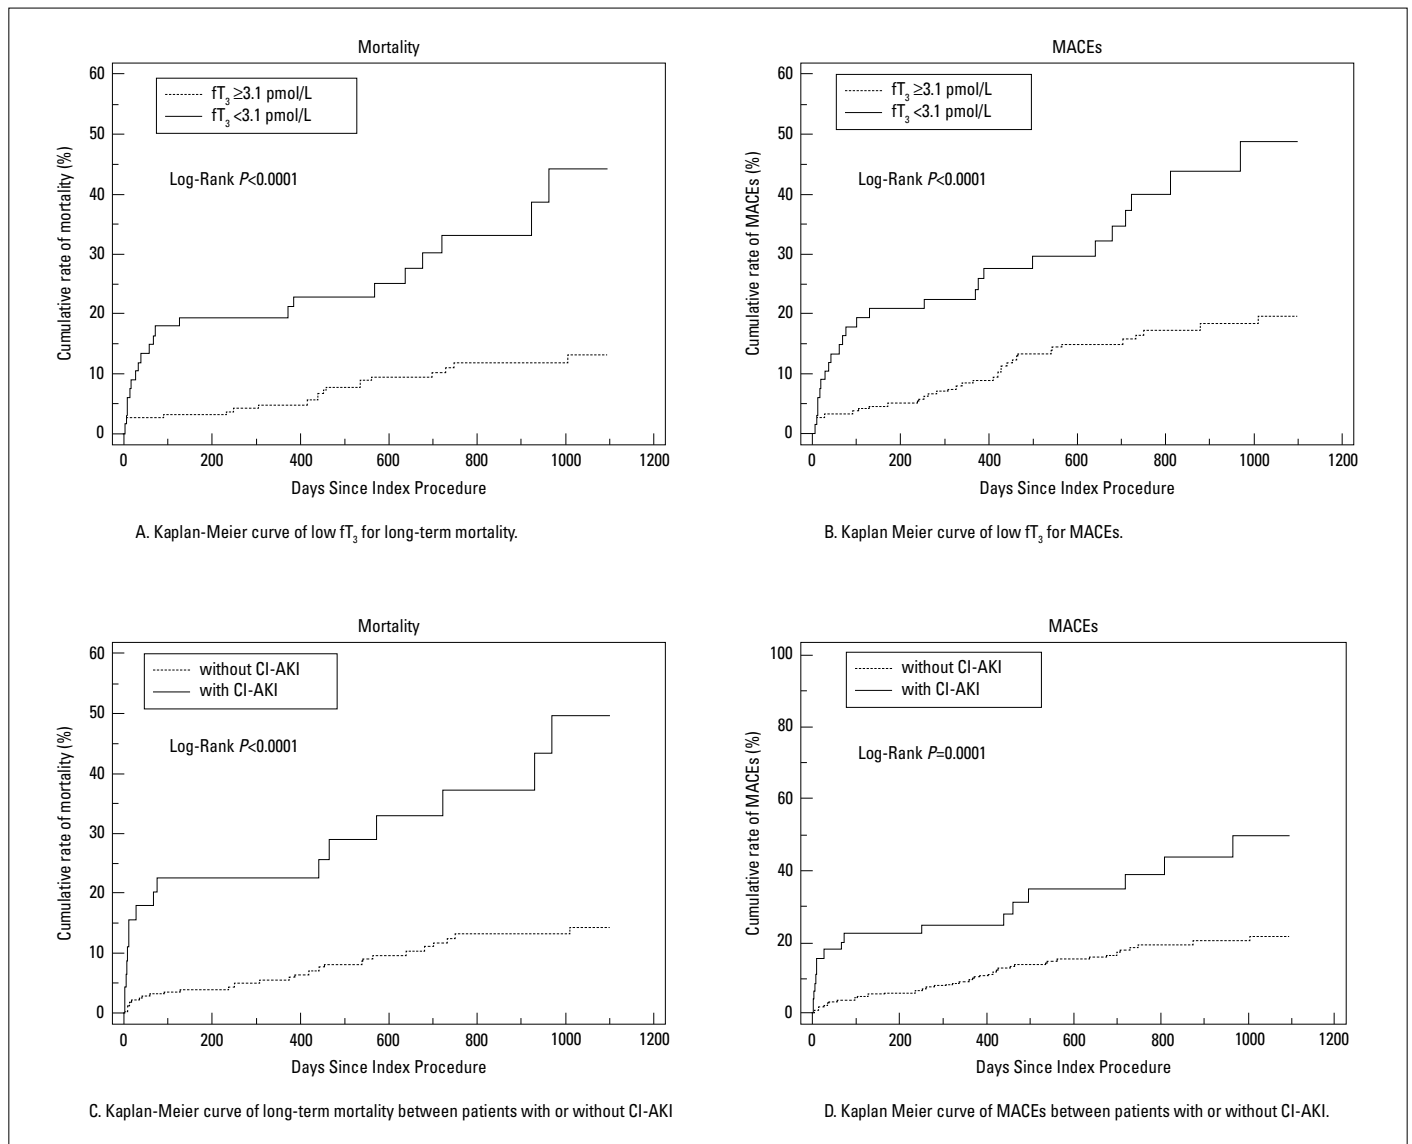 Mortality
60
50
40
30
20
10
0
Cumulative rate of mortality (%)
fT₃ ≥3.1 pmol/L
fT₃ <3.1 pmol/L
Log-Rank P<0.0001
0 200 400 600 800 1000 1200
Days Since Index Procedure
A. Kaplan-Meier curve of low fT₃ for long-term mortality.
MACEs
60
50
40
30
20
10
0
Cumulative rate of MACEs (%)
fT₃ ≥3.1 pmol/L
fT₃ <3.1 pmol/L
Log-Rank P<0.0001
0 200 400 600 800 1000 1200
Days Since Index Procedure
B. Kaplan Meier curve of low fT₃ for MACEs.
Mortality
60
50
40
30
20
10
0
Cumulative rate of mortality (%)
without CI-AKI
with CI-AKI
Log-Rank P<0.0001
0 200 400 600 800 1000 1200
Days Since Index Procedure
C. Kaplan-Meier curve of long-term mortality between patients with or without CI-AKI
MACEs
100
80
60
40
20
0
Cumulative rate of MACEs (%)
without CI-AKI
with CI-AKI
Log-Rank P=0.0001
0 200 400 600 800 1000 1200
Days Since Index Procedure
D. Kaplan Meier curve of MACEs between patients with or without CI-AKI.